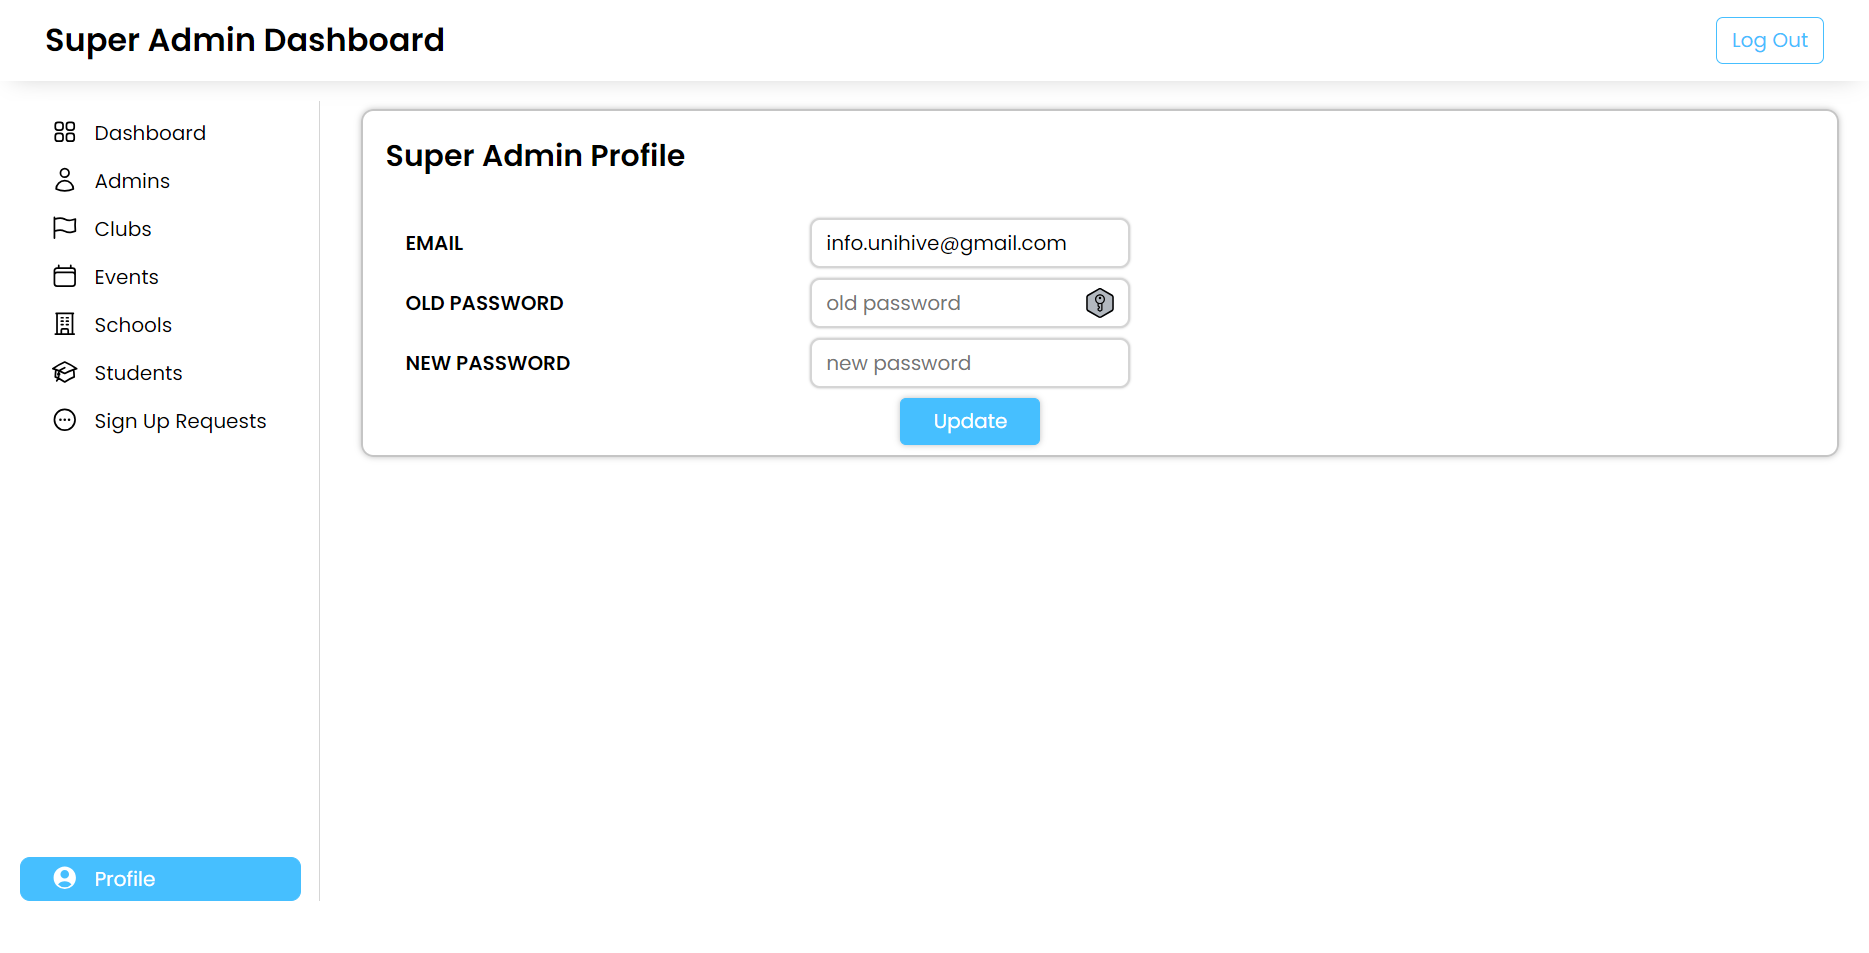 Super Admin Dashboard
Log Out
Dashboard
Admins
Clubs
Events
Schools
Students
Sign Up Requests
Profile
Super Admin Profile
EMAIL
info.unihive@gmail.com
OLD PASSWORD
old password
NEW PASSWORD
new password
Update